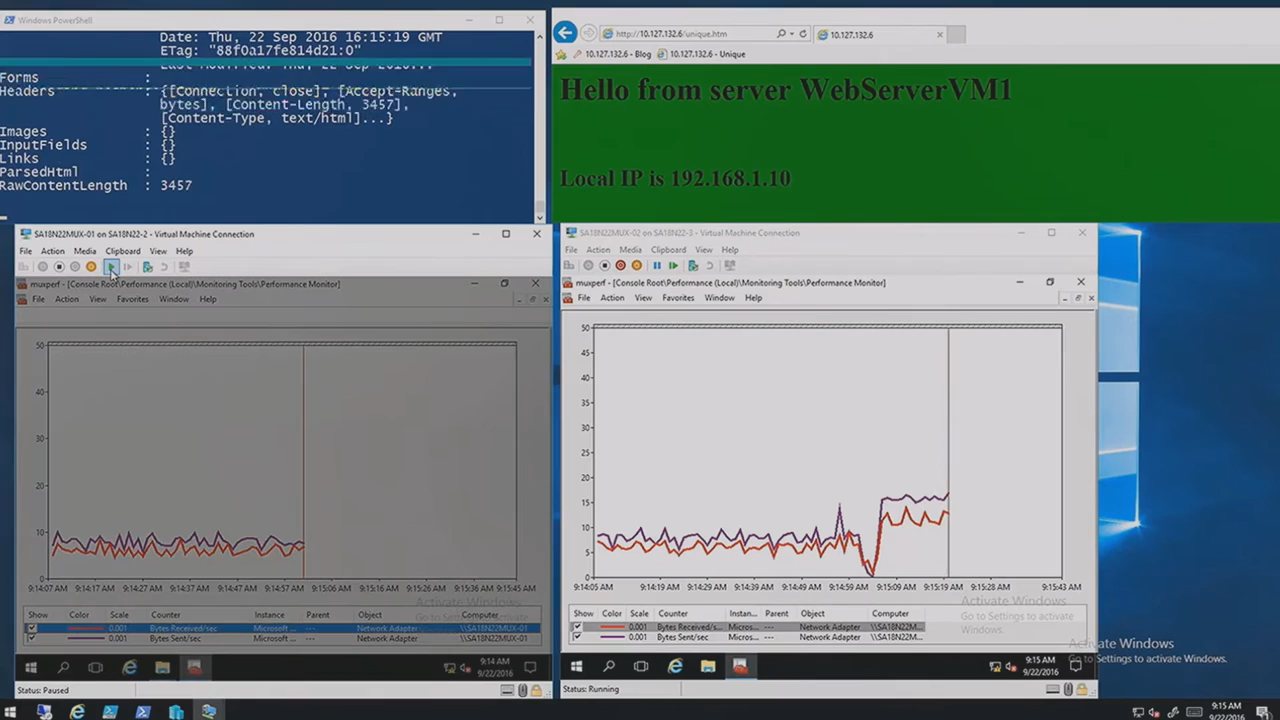 Windows PowerShell
Date: Thu, 22 Sep 2016 16:15:19 GMT
ETag: "88f0a17fe814d21:0"
Forms :
Headers : {[Connection, close], [Accept-Ranges,
bytes], [Content-Length, 3457],
[Content-Type, text/html]...}
Images : {}
InputFields : {}
Links : {}
ParsedHtml :
RawContentLength : 3457
http://10.127.132.6/unique.htm
10.127.132.6
10.127.132.6 - Blog 10.127.132.6 - Unique
Hello from server WebServerVM1
Local IP is 192.168.1.10
SA18N22MUX-01 on SA18N22-2 - Virtual Machine Connection
File Action Media Clipboard View Help
muxperf - [Console Root\Performance (Local)\Monitoring Tools\Performance Monitor]
File Action View Favorites Window Help
50
40
30
20
10
0
9:14:07 AM 9:14:17 AM 9:14:27 AM 9:14:37 AM 9:14:47 AM 9:14:57 AM 9:15:06 AM 9:15:16 AM 9:15:26 AM 9:15:36 AM 9:15:45 AM
Activate Windows
Show Color Scale Counter Instance Parent Object Computer
0.001 Bytes Received/sec Microsoft ... --- Network Adapter \\SA18N22MUX-01
0.001 Bytes Sent/sec Microsoft ... --- Network Adapter \\SA18N22MUX-01
9:14 AM
9/22/2016
Status: Paused
SA18N22MUX-02 on SA18N22-3 - Virtual Machine Connection
File Action Media Clipboard View Help
muxperf - [Console Root\Performance (Local)\Monitoring Tools\Performance Monitor]
File Action View Favorites Window Help
50
45
40
35
30
25
20
15
10
5
0
9:14:05 AM 9:14:19 AM 9:14:29 AM 9:14:39 AM 9:14:49 AM 9:14:59 AM 9:15:09 AM 9:15:19 AM 9:15:28 AM 9:15:43 AM
Activate Windows
Go to Settings to activate
Windows.
Show Color Scale Counter Instan... Parent Object Computer
0.001 Bytes Received/s... Micros... --- Network Adapter \\SA18N22M...
0.001 Bytes Sent/sec Micros... --- Network Adapter \\SA18N22M...
9:15 AM
9/22/2016
Status: Running
Activate Windows
Go to Settings to activate Windows.
9:15 AM
9/22/2016